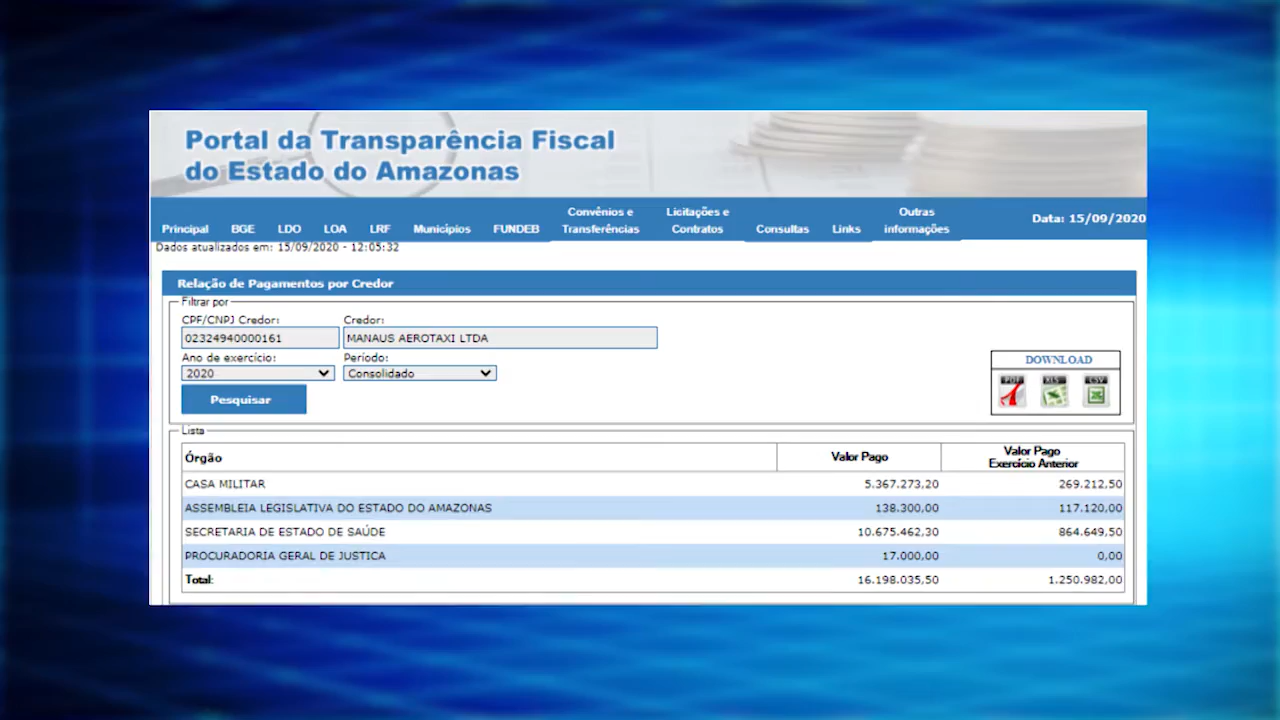 Portal da Transparência Fiscal
do Estado do Amazonas
Principal BGE LDO LOA LRF Municípios FUNDEB Convênios e Transferências Licitações e Contratos Consultas Links Outras informações Data: 15/09/2020
Dados atualizados em: 15/09/2020 - 12:05:32
Relação de Pagamentos por Credor
Filtrar por
CPF/CNPJ Credor: Credor:
02324940000161 MANAUS AEROTAXI LTDA
Ano de exercício: Período:
2020 Consolidado
Pesquisar
DOWNLOAD
PDF XLS CSV
Lista
Órgão Valor Pago Valor Pago Exercício Anterior
CASA MILITAR 5.367.273,20 269.212,50
ASSEMBLEIA LEGISLATIVA DO ESTADO DO AMAZONAS 138.300,00 117.120,00
SECRETARIA DE ESTADO DE SAÚDE 10.675.462,30 864.649,50
PROCURADORIA GERAL DE JUSTICA 17.000,00 0,00
Total: 16.198.035,50 1.250.982,00